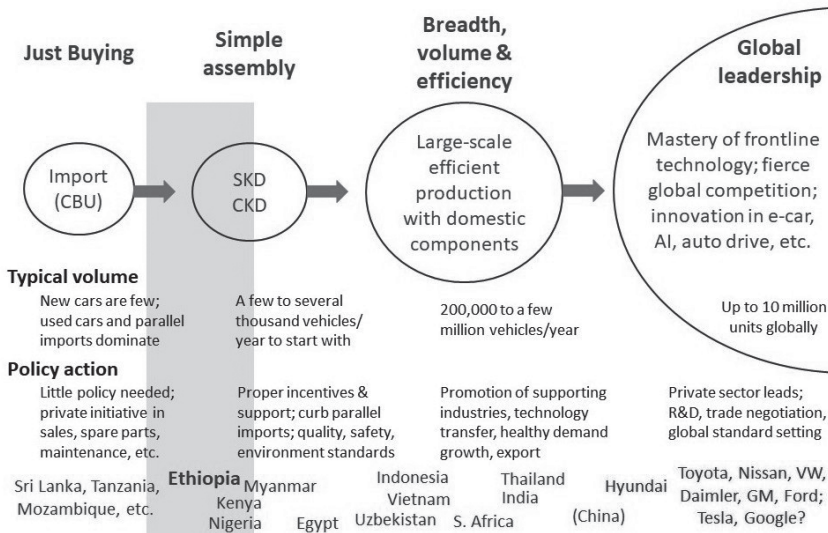 Just Buying
Simple
assembly
Breadth,
volume &
efficiency
Global
leadership
Import
(CBU)
SKD
CKD
Large-scale
efficient
production
with domestic
components
Mastery of frontline
technology; fierce
global competition;
innovation in e-car,
AI, auto drive, etc.
Typical volume
New cars are few;
used cars and parallel
imports dominate
A few to several
thousand vehicles/
year to start with
200,000 to a few
million vehicles/year
Up to 10 million
units globally
Policy action
Little policy needed;
private initiative in
sales, spare parts,
maintenance, etc.
Proper incentives &
support; curb parallel
imports; quality, safety,
environment standards
Promotion of supporting
industries, technology
transfer, healthy demand
growth, export
Private sector leads;
R&D, trade negotiation,
global standard setting
Sri Lanka, Tanzania,
Mozambique, etc.
Ethiopia
Myanmar
Kenya
Nigeria
Egypt
Indonesia
Vietnam
Uzbekistan
Thailand
India
S. Africa
Hyundai
(China)
Toyota, Nissan, VW,
Daimler, GM, Ford;
Tesla, Google?